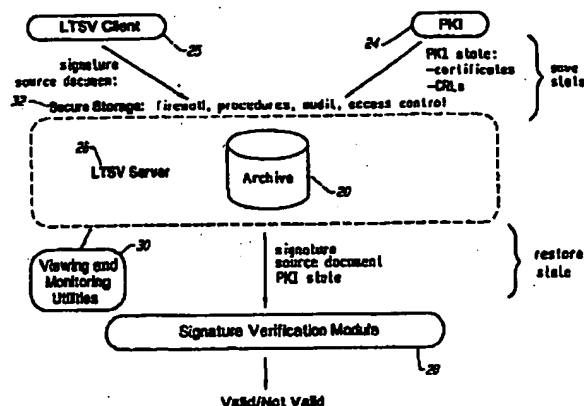 LTSV Client
25
PKI
24
signature
source document:
PKI state:
-certificates
-CRLs
save
state
32
Secure Storage: firewall, procedures, audit, access control
26
LTSV Server
Archive
20
30
Viewing and
Monitoring
Utilities
signature
source document
PKI state
restore
state
Signature Verification Module
28
Valid/Not Valid